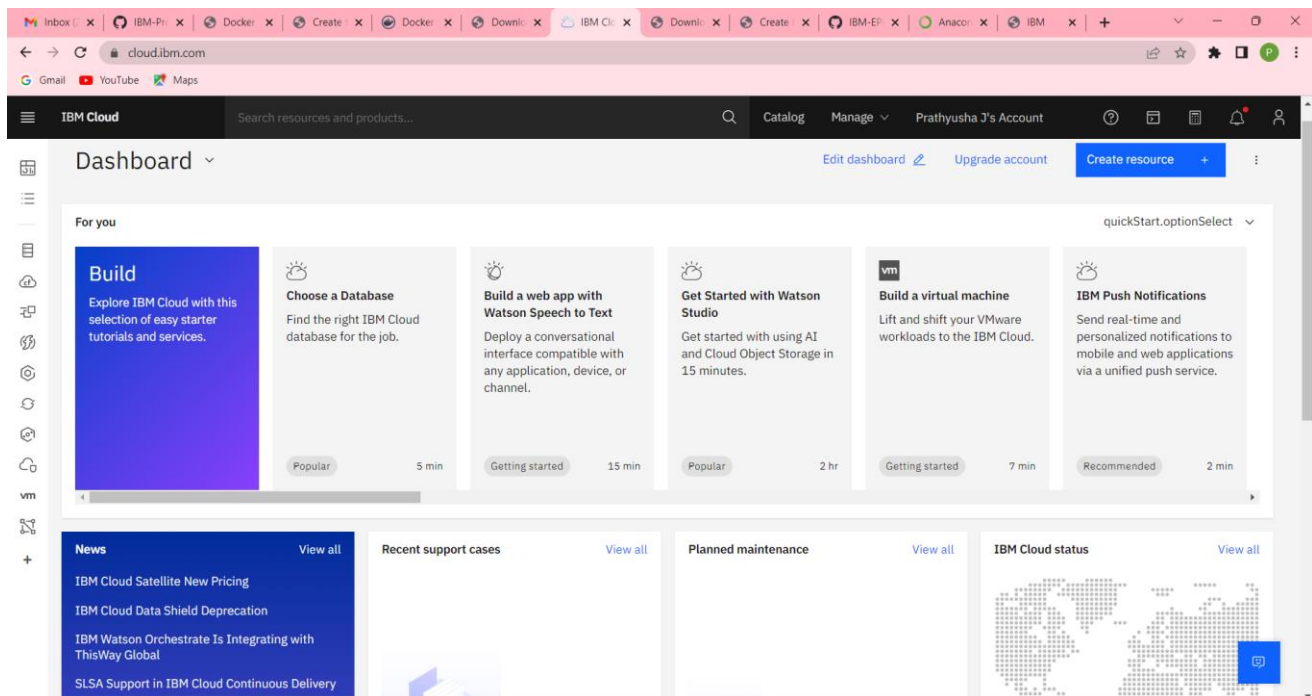 Inbox (
IBM-Pr
Docker
Create
Docker
Downlo
IBM Clo
Downlo
Create
IBM-EP
Anacon
IBM
cloud.ibm.com
P
Gmail
YouTube
Maps
IBM Cloud
Search resources and products...
Catalog
Manage
Prathyusha J's Account
Dashboard
Edit dashboard
Upgrade account
Create resource +
For you
quickStart.optionSelect
Build
Explore IBM Cloud with this
selection of easy starter
tutorials and services.
Choose a Database
Find the right IBM Cloud
database for the job.
Popular 5 min
Build a web app with
Watson Speech to Text
Deploy a conversational
interface compatible with
any application, device, or
channel.
Getting started 15 min
Get Started with Watson
Studio
Get started with using AI
and Cloud Object Storage in
15 minutes.
Popular 2 hr
vm
Build a virtual machine
Lift and shift your VMware
workloads to the IBM Cloud.
Getting started 7 min
IBM Push Notifications
Send real-time and
personalized notifications to
mobile and web applications
via a unified push service.
Recommended 2 min
vm
News View all
IBM Cloud Satellite New Pricing
IBM Cloud Data Shield Deprecation
IBM Watson Orchestrate Is Integrating with
ThisWay Global
SLSA Support in IBM Cloud Continuous Delivery
Recent support cases View all
Planned maintenance View all
IBM Cloud status View all